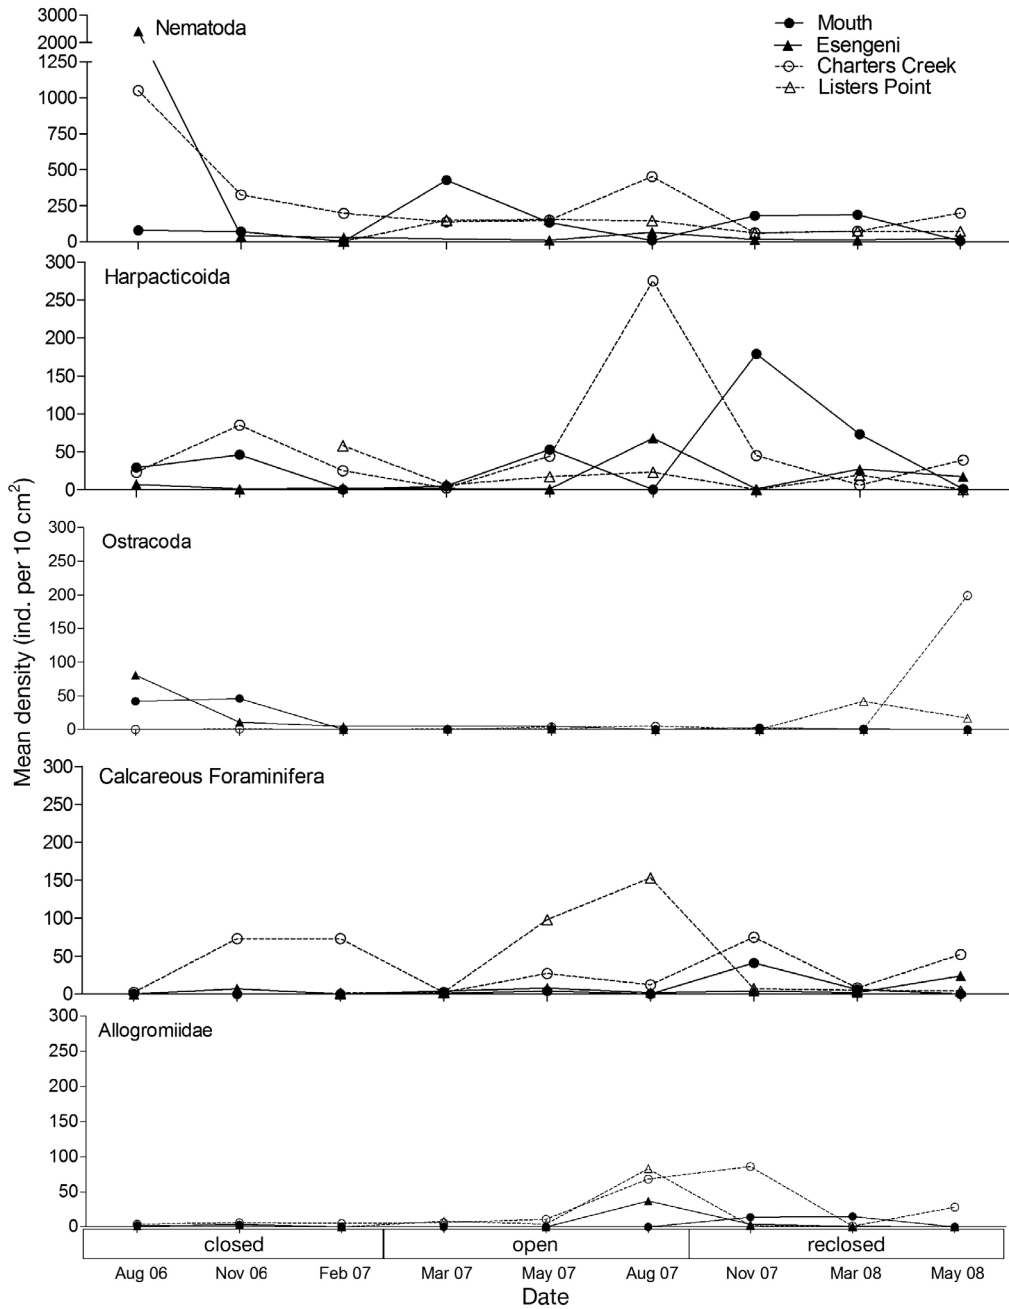 Nematoda
Mouth
Esengeni
Charters Creek
Listers Point
3000
2000
1250
1000
750
500
250
0
Harpacticoida
300
250
200
150
100
50
0
Ostracoda
300
250
200
150
100
50
0
Mean density (ind. per 10 cm²)
Calcareous Foraminifera
300
250
200
150
100
50
0
Allogromiidae
300
250
200
150
100
50
0
closed open reclosed
Aug 06 Nov 06 Feb 07 Mar 07 May 07 Aug 07 Nov 07 Mar 08 May 08
Date